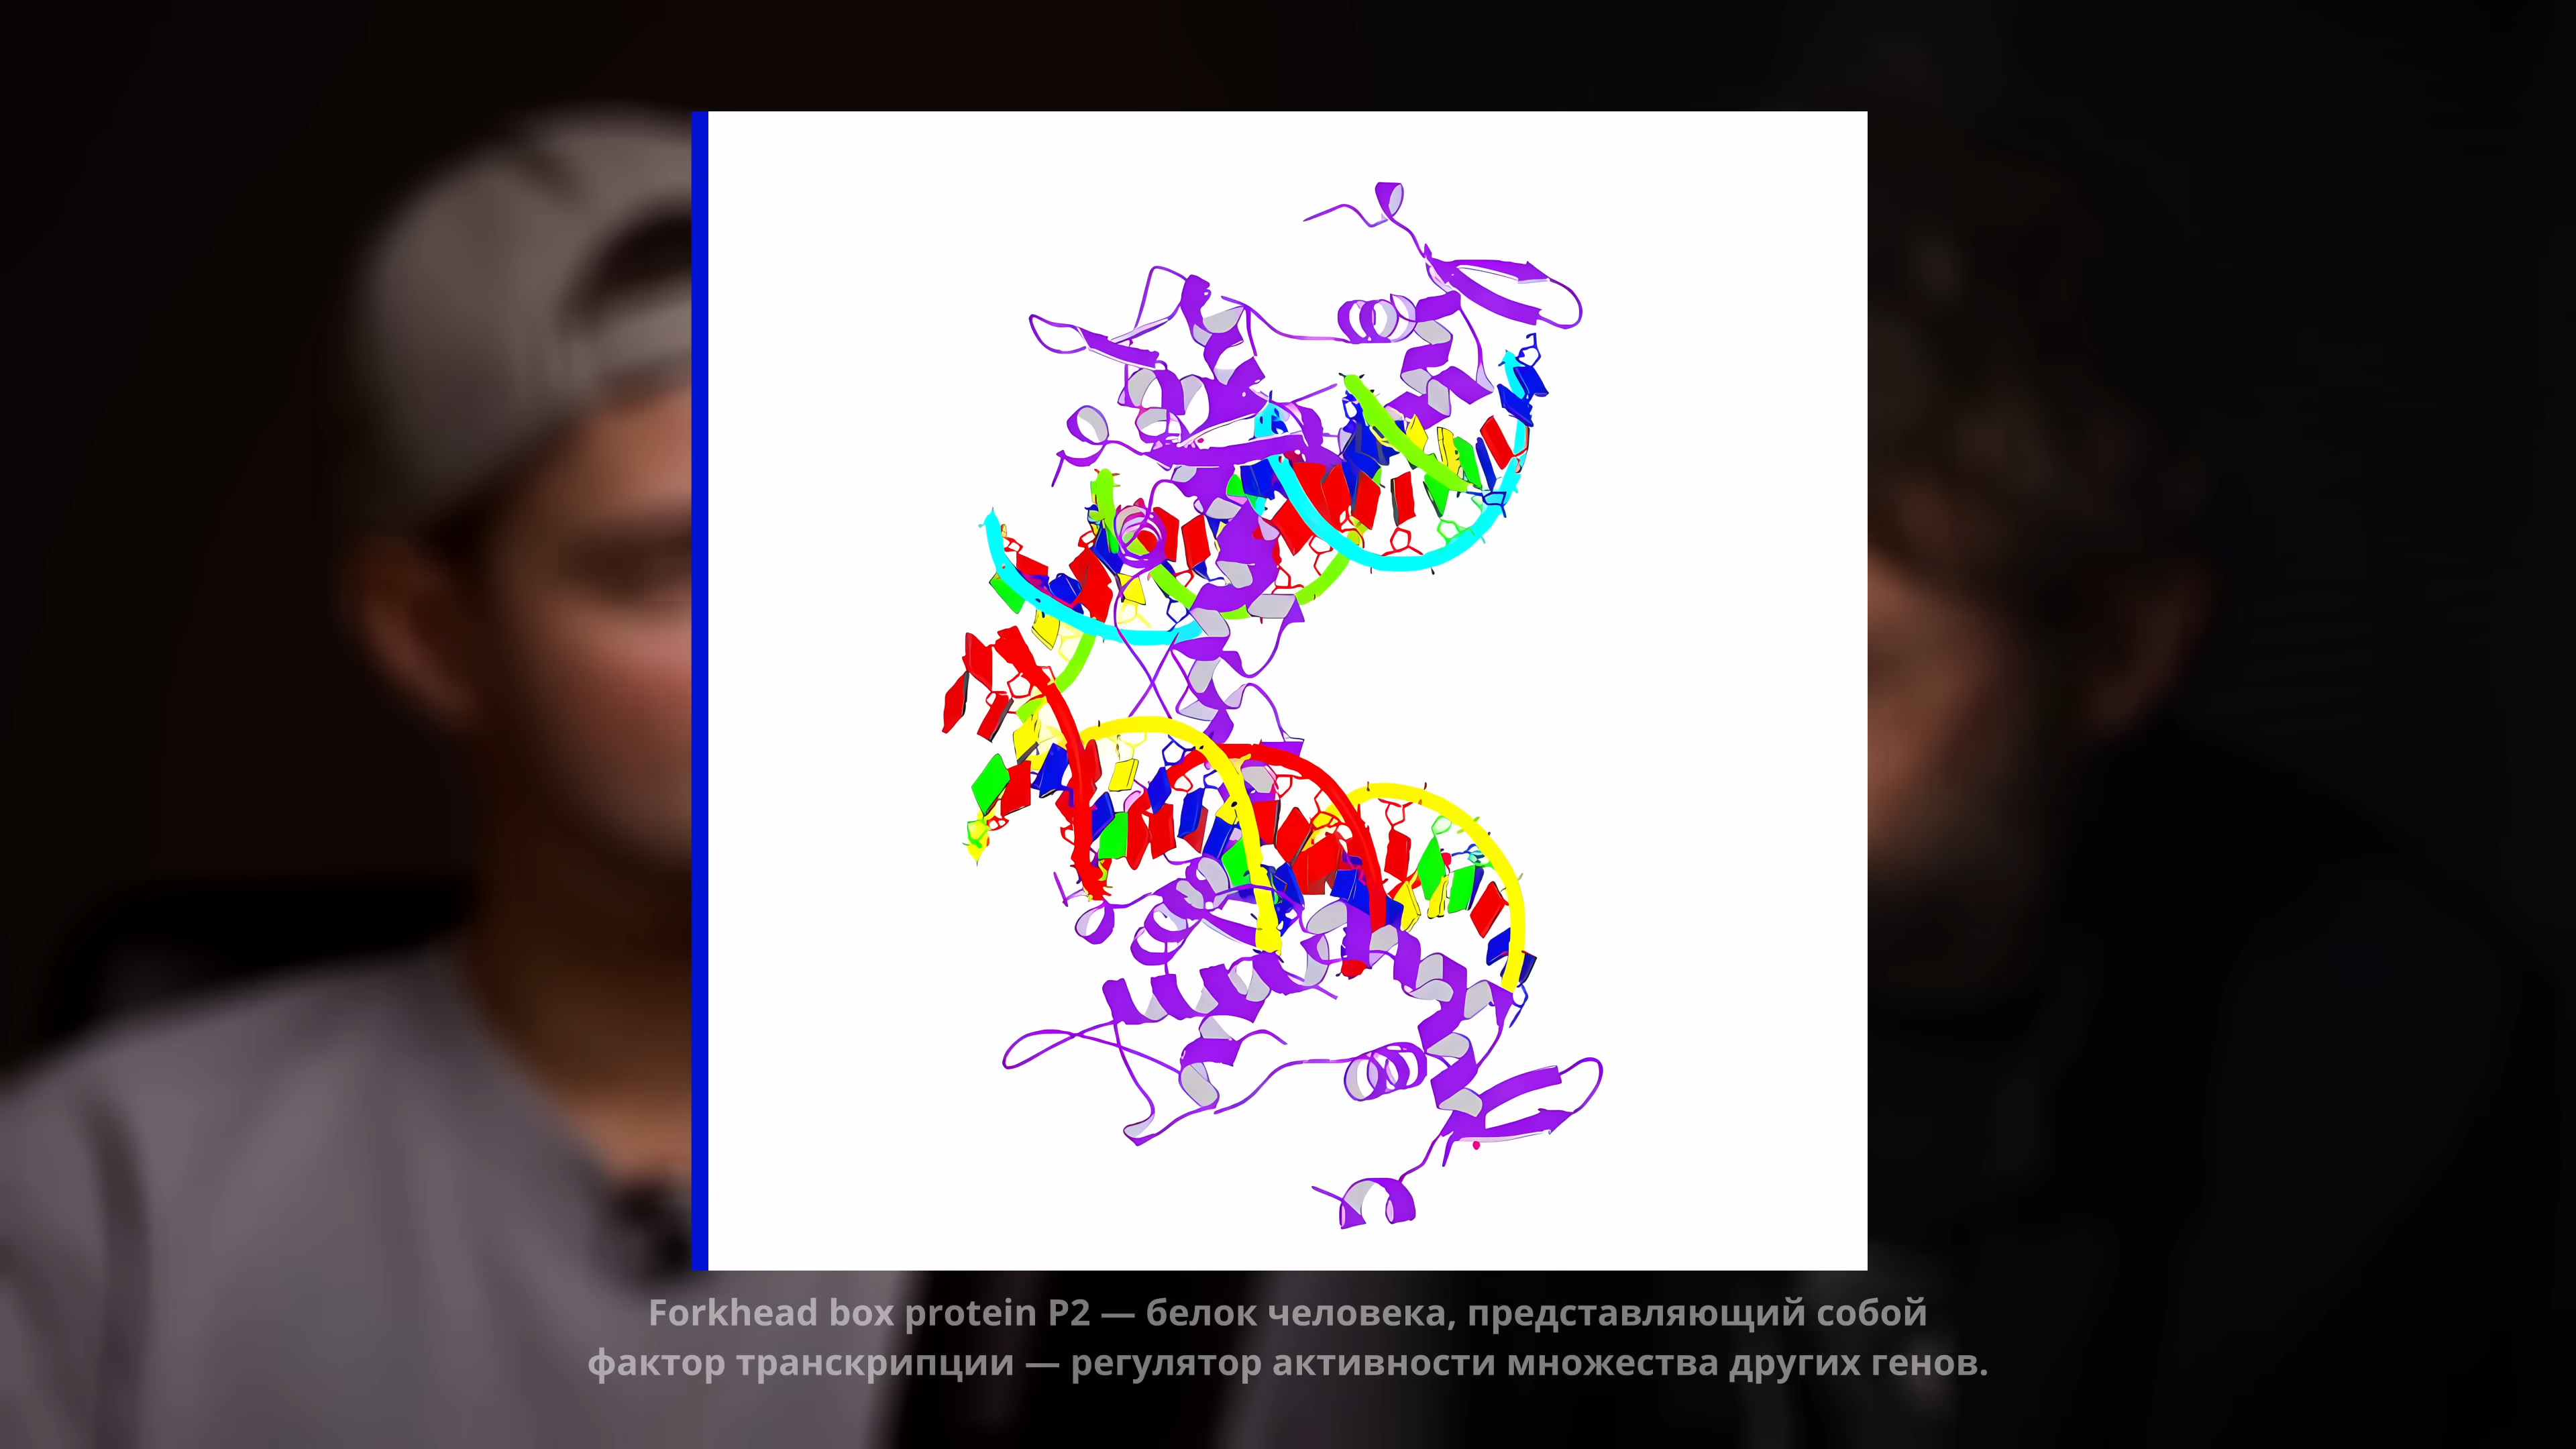 Forkhead box protein P2 — белок человека, представляющий собой
фактор транскрипции — регулятор активности множества других генов.